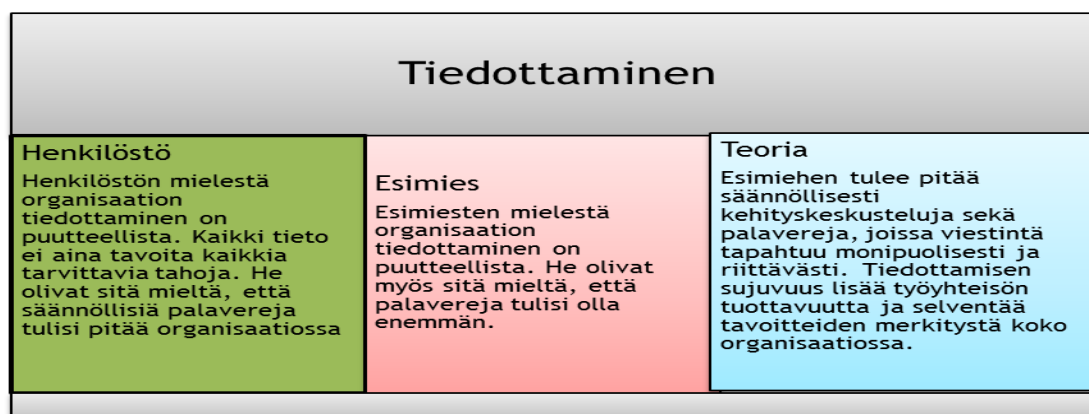 Tiedottaminen
Henkilöstö
Henkilöstön mielestä
organisaation
tiedottaminen on
puutteellista. Kaikki tieto
ei aina tavoita kaikkia
tarvittavia tahoja. He
olivat sitä mieltä, että
säännöllisiä palavereja
tulisi pitää organisaatiossa
Esimies
Esimiesten mielestä
organisaation
tiedottaminen on
puutteellista. He olivat
myös sitä mieltä, että
palavereja tulisi olla
enemmän.
Teoria
Esimiehen tulee pitää
säännöllisesti
kehityskeskusteluja sekä
palavereja, joissa viestintä
tapahtuu monipuolisesti ja
riittävästi. Tiedottamisen
sujuvuus lisää työyhteisön
tuottavuutta ja selventää
tavoitteiden merkitystä koko
organisaatiossa.